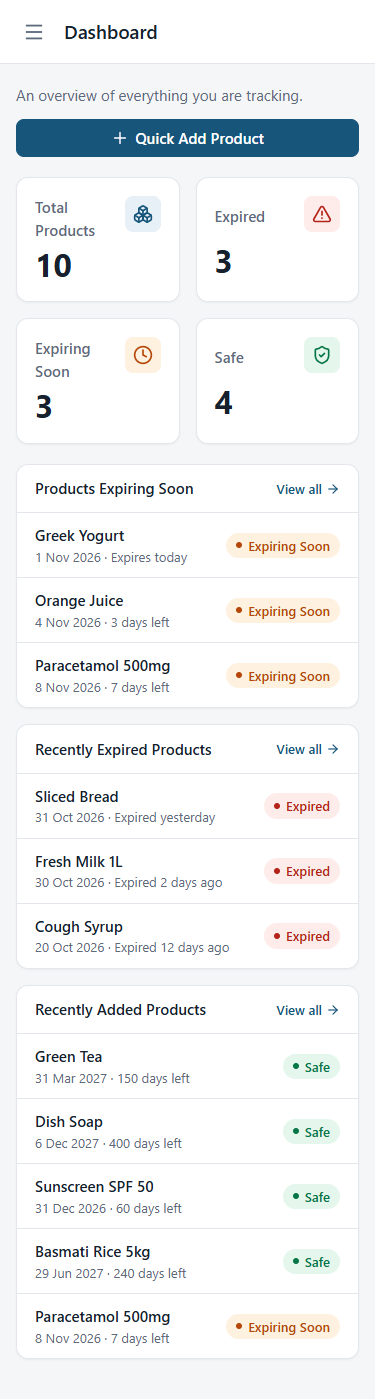 Dashboard
An overview of everything you are tracking.
Quick Add Product
Total
Products
10
Expired
3
Expiring
Soon
3
Safe
4
Products Expiring Soon
View all
Greek Yogurt
1 Nov 2026 · Expires today
Expiring Soon
Orange Juice
4 Nov 2026 · 3 days left
Expiring Soon
Paracetamol 500mg
8 Nov 2026 · 7 days left
Expiring Soon
Recently Expired Products
View all
Sliced Bread
31 Oct 2026 · Expired yesterday
Expired
Fresh Milk 1L
30 Oct 2026 · Expired 2 days ago
Expired
Cough Syrup
20 Oct 2026 · Expired 12 days ago
Expired
Recently Added Products
View all
Green Tea
31 Mar 2027 · 150 days left
Safe
Dish Soap
6 Dec 2027 · 400 days left
Safe
Sunscreen SPF 50
31 Dec 2026 · 60 days left
Safe
Basmati Rice 5kg
29 Jun 2027 · 240 days left
Safe
Paracetamol 500mg
8 Nov 2026 · 7 days left
Expiring Soon